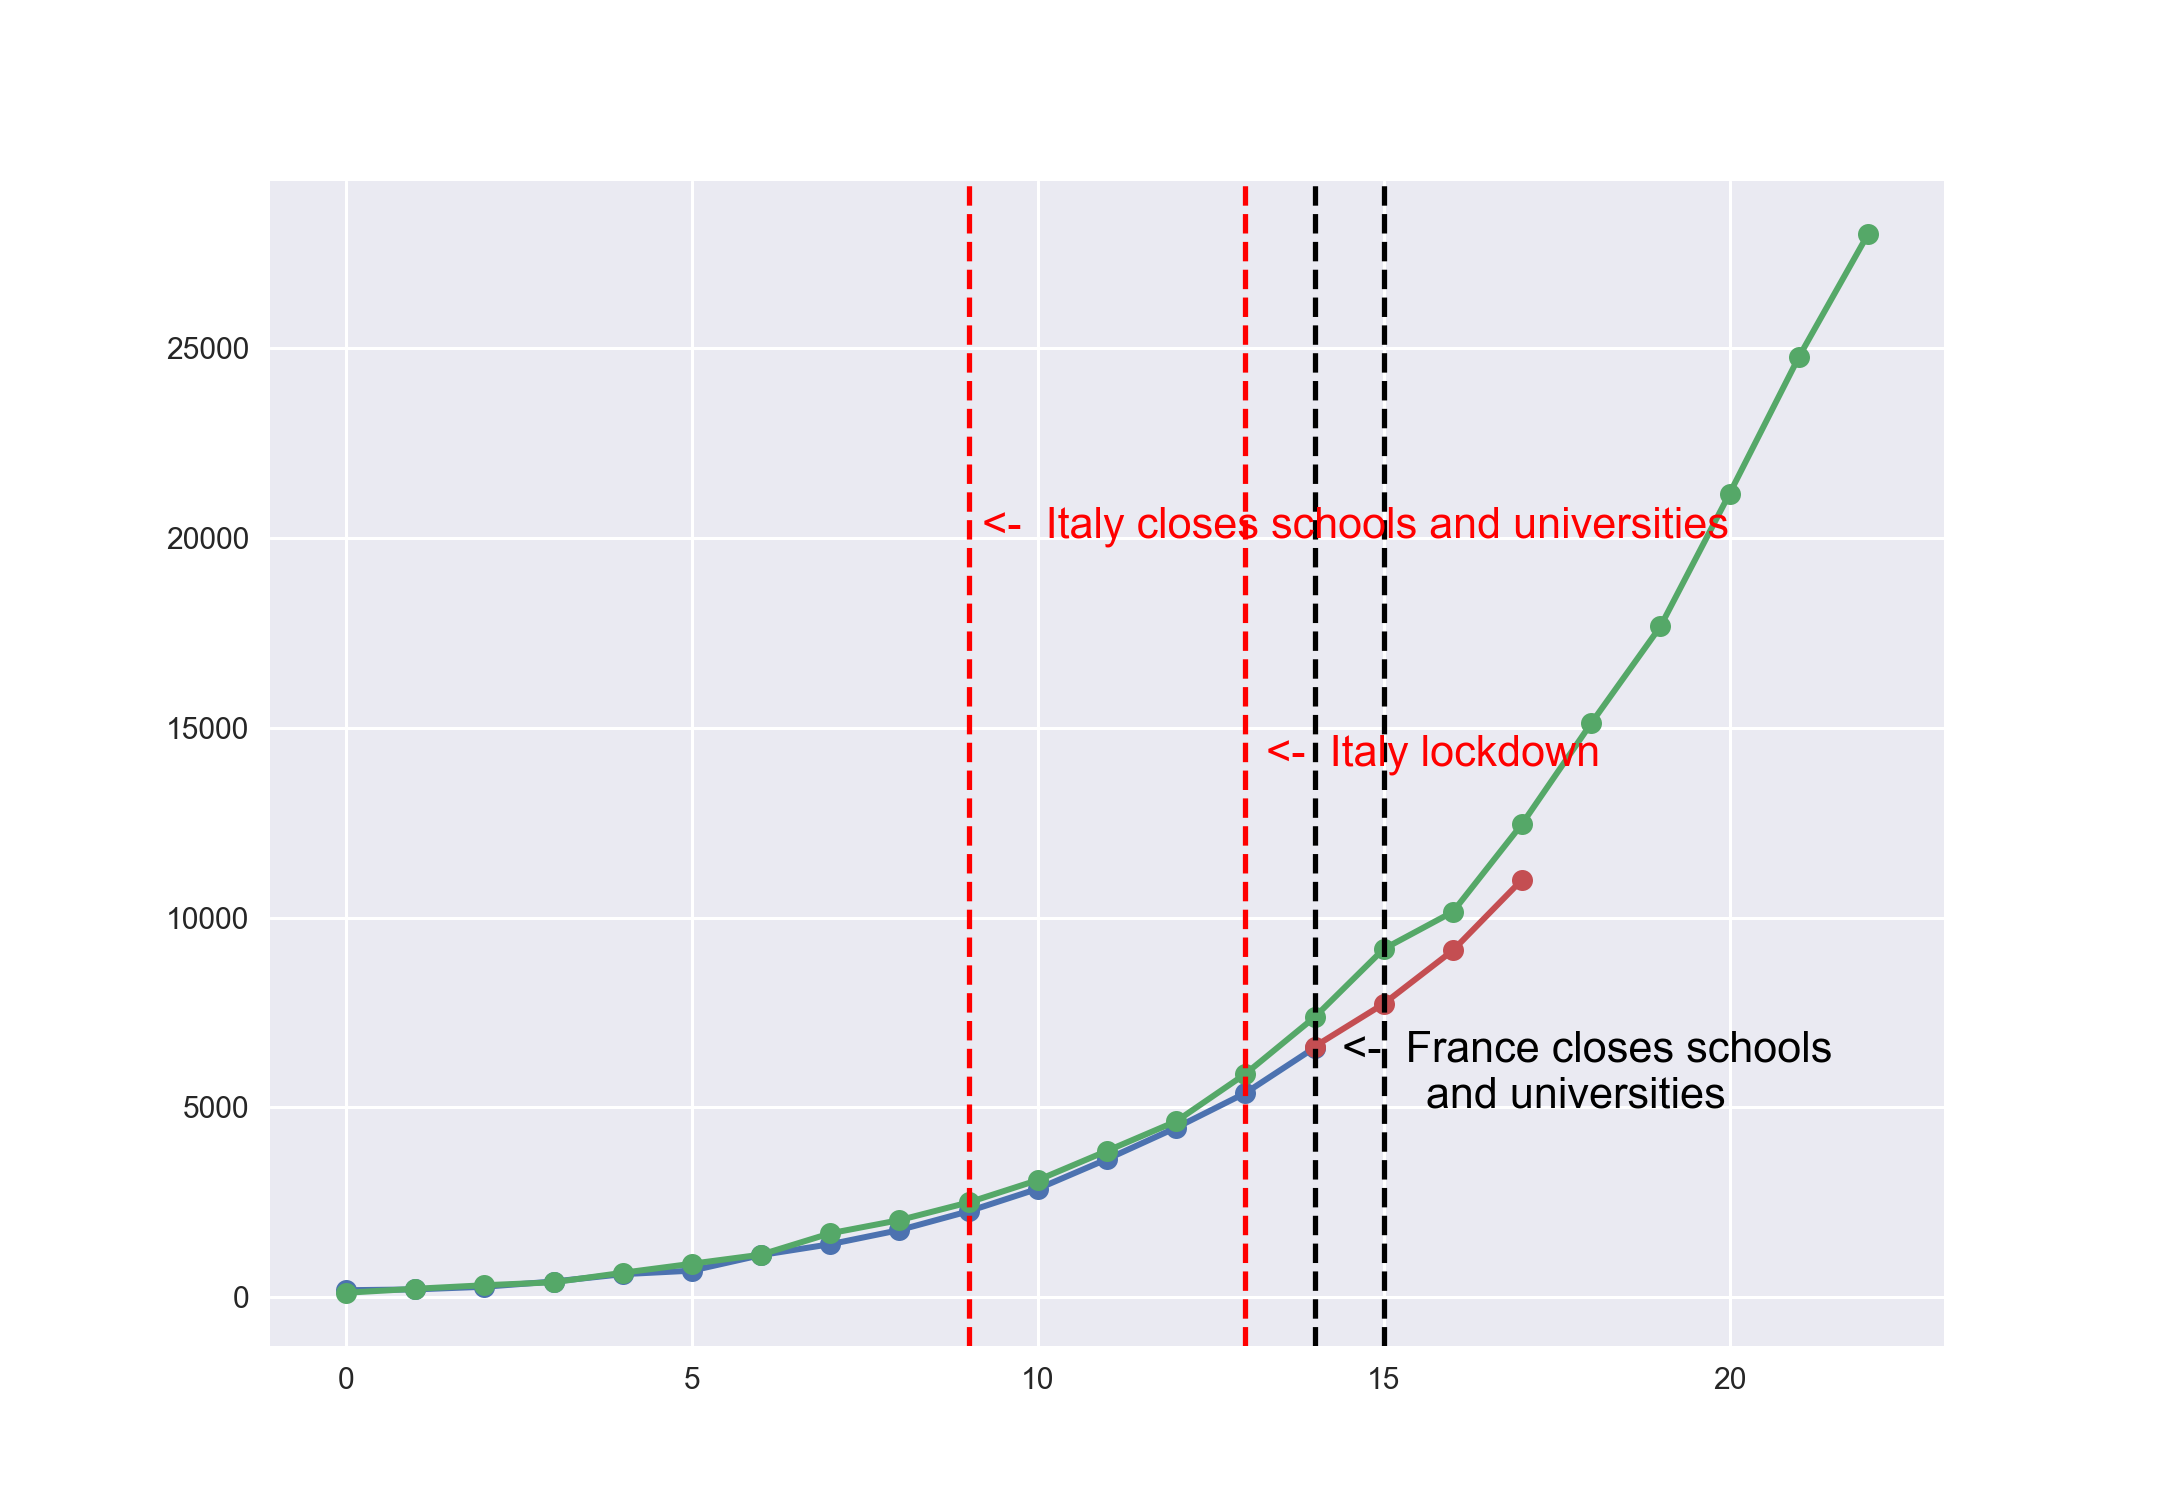 25000
20000
15000
10000
5000
0
<-  Italy closes schools and universities
<-  Italy lockdown
<-  France closes schools
and universities
0
5
10
15
20